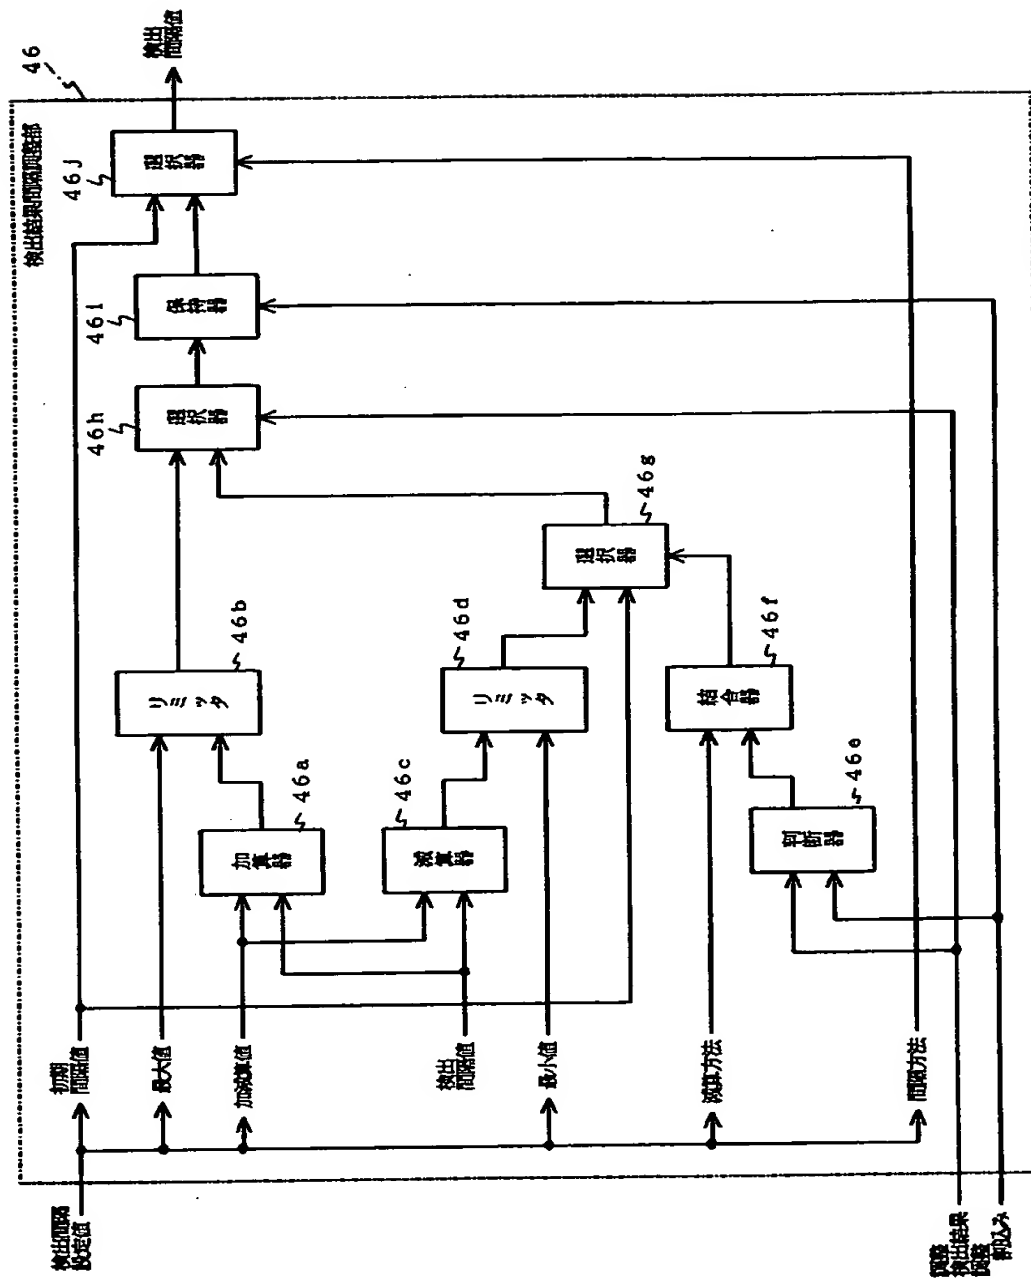 検出間隔
設定値
初期
間隔値
最大値
加減算値
検出
間隔値
最小値
減算方法
間隔方法
調整
検出結果
調整
割込み
検出結果間隔調整部
46
加算器
46a
リミッタ
46b
減算器
46c
リミッタ
46d
判断器
46e
結合器
46f
選択器
46g
選択器
46h
保持器
46i
選択器
46j
検出
間隔値